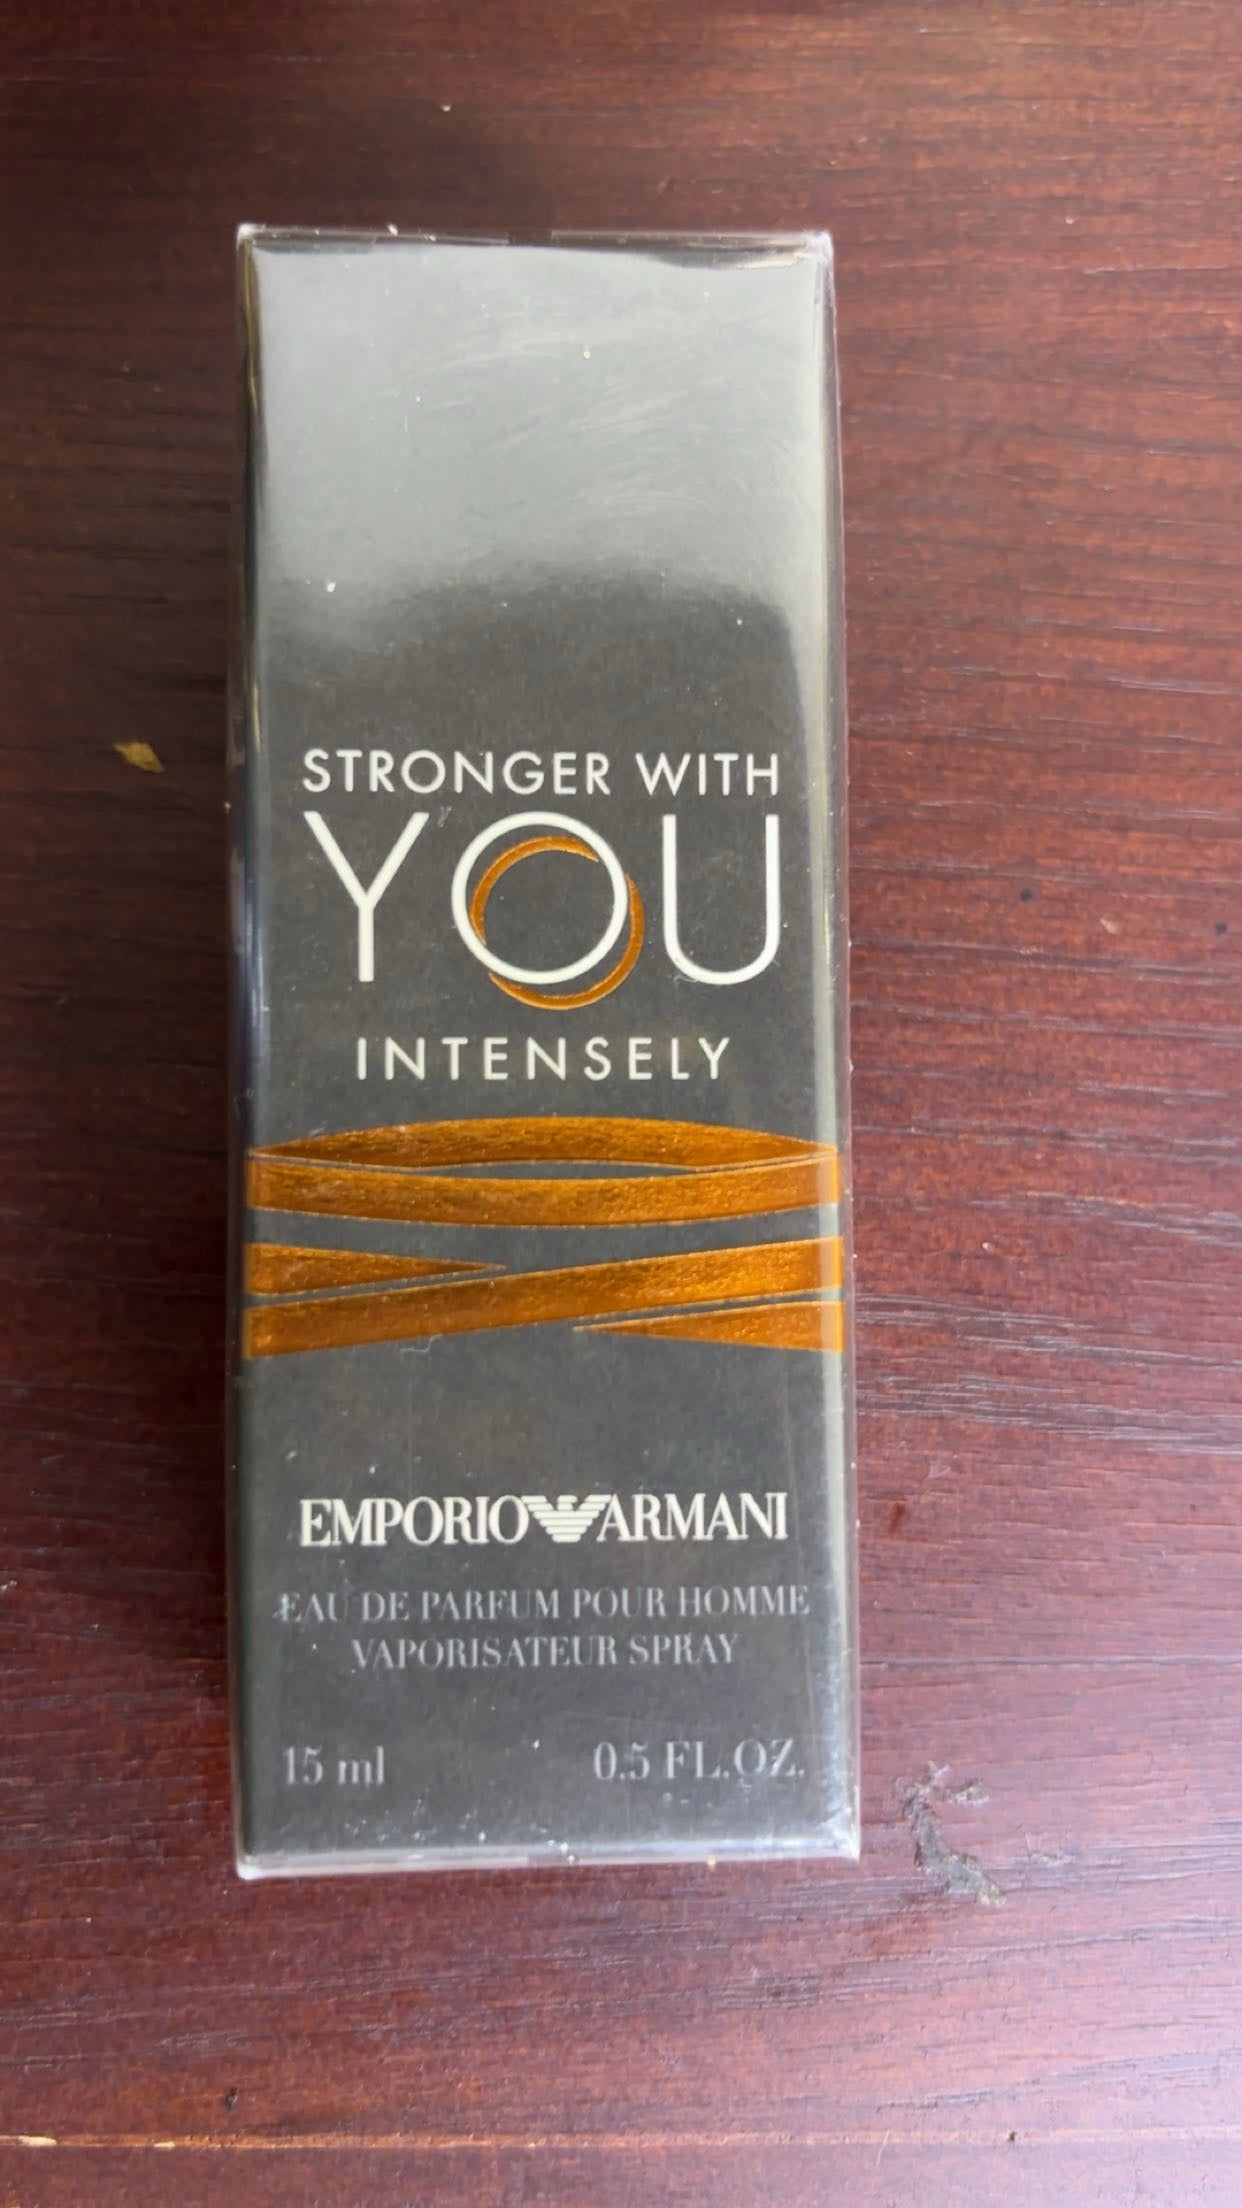 STRONGER WITH
YOU
INTENSELY
EMPORIO ARMANI
EAU DE PARFUM POUR HOMME
VAPORISATEUR SPRAY
15 ml 0.5 FL.OZ.